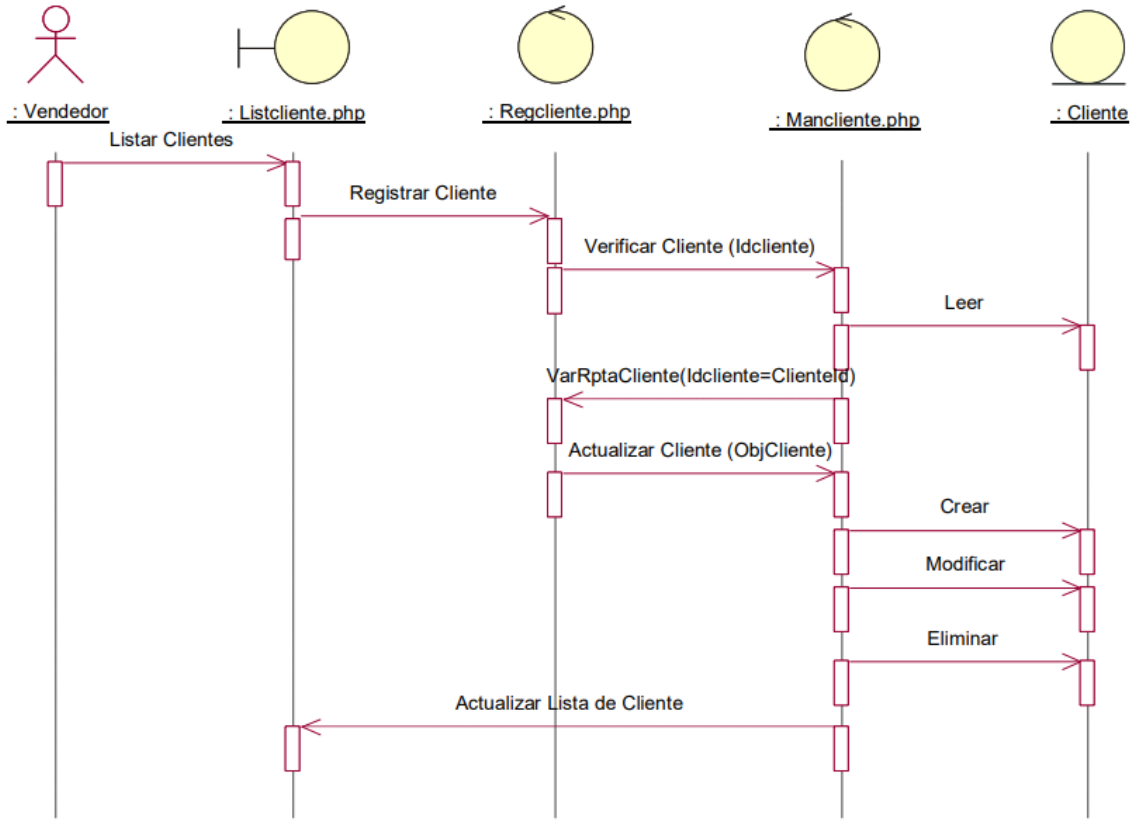 : Vendedor
: Listcliente.php
: Regcliente.php
: Mancliente.php
: Cliente
Listar Clientes
Registrar Cliente
Verificar Cliente (Idcliente)
Leer
VarRptaCliente(Idcliente=ClienteId)
Actualizar Cliente (ObjCliente)
Crear
Modificar
Eliminar
Actualizar Lista de Cliente